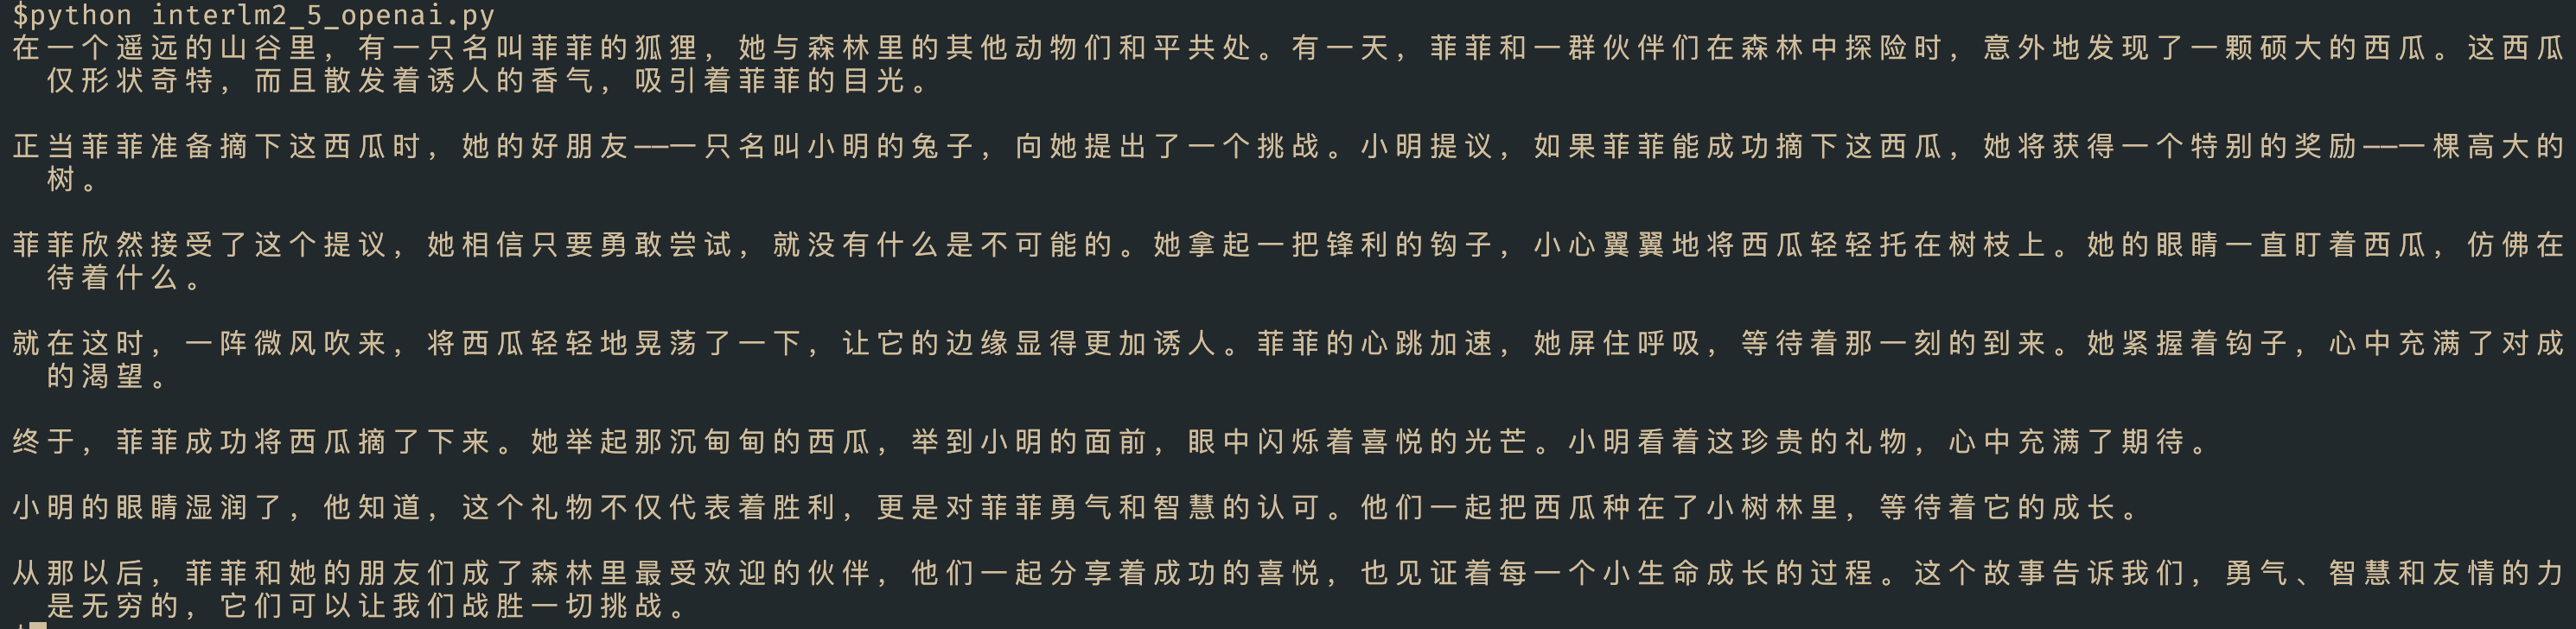 $python interlm2_5_openai.py
在一个遥远的山谷里，有一只名叫菲菲的狐狸，她与森林里的其他动物们和平共处。有一天，菲菲和一群伙伴们在森林中探险时，意外地发现了一颗硕大的西瓜。这西瓜
仅形状奇特，而且散发着诱人的香气，吸引着菲菲的目光。
正当菲菲准备摘下这西瓜时，她的好朋友——一只名叫小明的兔子，向她提出了一个挑战。小明提议，如果菲菲能成功摘下这西瓜，她将获得一个特别的奖励——一棵高大的
树。
菲菲欣然接受了这个提议，她相信只要勇敢尝试，就没有什么是不可能的。她拿起一把锋利的钩子，小心翼翼地将西瓜轻轻托在树枝上。她的眼睛一直盯着西瓜，仿佛在
待着什么。
就在这时，一阵微风吹来，将西瓜轻轻地晃荡了一下，让它的边缘显得更加诱人。菲菲的心跳加速，她屏住呼吸，等待着那一刻的到来。她紧握着钩子，心中充满了对成
的渴望。
终于，菲菲成功将西瓜摘了下来。她举起那沉甸甸的西瓜，举到小明的面前，眼中闪烁着喜悦的光芒。小明看着这珍贵的礼物，心中充满了期待。
小明的眼睛湿润了，他知道，这个礼物不仅代表着胜利，更是对菲菲勇气和智慧的认可。他们一起把西瓜种在了小树林里，等待着它的成长。
从那以后，菲菲和她的朋友们成了森林里最受欢迎的伙伴，他们一起分享着成功的喜悦，也见证着每一个小生命成长的过程。这个故事告诉我们，勇气、智慧和友情的力
是无穷的，它们可以让我们战胜一切挑战。